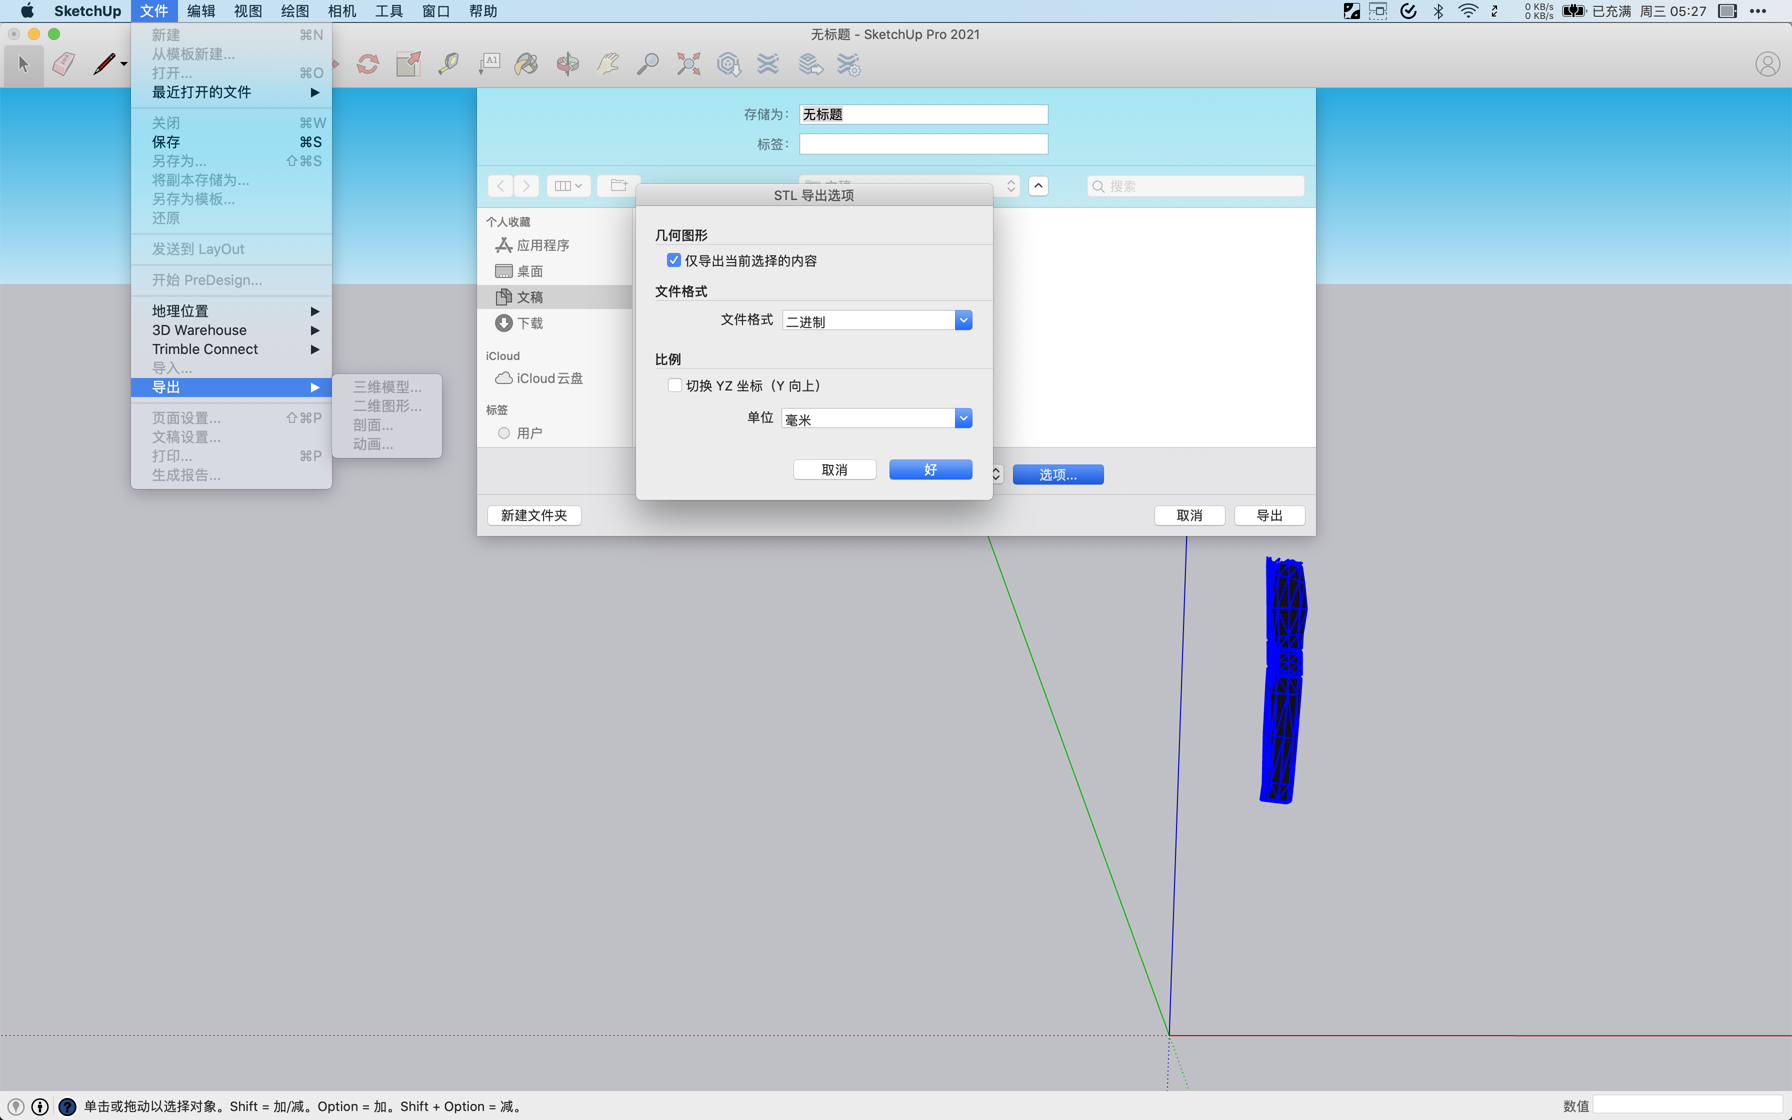 SketchUp 文件 编辑 视图 绘图 相机 工具 窗口 帮助
0 KB/s
0 KB/s
已充满 周三 05:27
无标题 - SketchUp Pro 2021
新建 ⌘N
从模板新建...
打开... ⌘O
最近打开的文件 ▶
关闭 ⌘W
保存 ⌘S
另存为... ⇧⌘S
将副本存储为...
另存为模板...
还原
发送到 LayOut
开始 PreDesign...
地理位置 ▶
3D Warehouse ▶
Trimble Connect ▶
导入...
导出 ▶
页面设置... ⇧⌘P
文稿设置...
打印... ⌘P
生成报告...
三维模型...
二维图形...
剖面...
动画...
A1
存储为：无标题
标签：
搜索
个人收藏
应用程序
桌面
文稿
下载
iCloud
iCloud 云盘
标签
用户
STL 导出选项
几何图形
仅导出当前选择的内容
文件格式
文件格式 二进制
比例
切换 YZ 坐标（Y 向上）
单位 毫米
取消 好
选项...
新建文件夹 取消 导出
单击或拖动以选择对象。Shift = 加/减。Option = 加。Shift + Option = 减。
数值